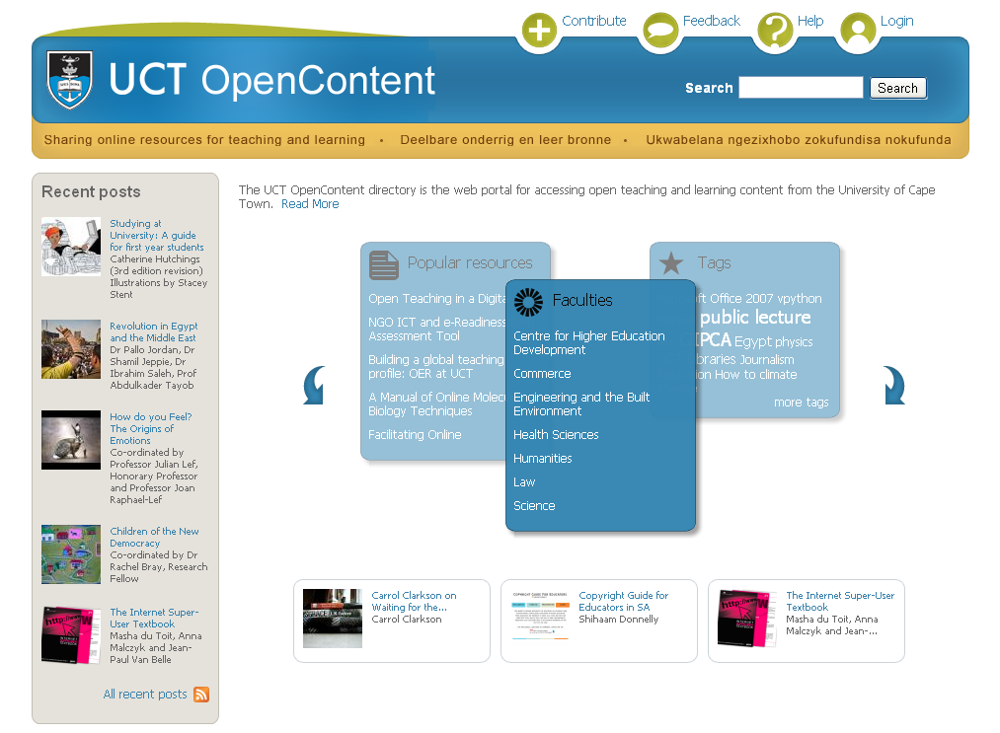 Contribute
Feedback
Help
Login
UCT OpenContent
Search
Search
Sharing online resources for teaching and learning • Deelbare onderrig en leer bronne • Ukwabelana ngezixhobo zokufundisa nokufunda
Recent posts
Studying at
University: A guide
for first year students
Catherine Hutchings
(3rd edition revision)
Illustrations by Stacey
Stent
Revolution in Egypt
and the Middle East
Dr Pallo Jordan, Dr
Shamil Jeppie, Dr
Ibrahim Saleh, Prof
Abdulkader Tayob
How do you Feel?
The Origins of
Emotions
Co-ordinated by
Professor Julian Lef,
Honorary Professor
and Professor Joan
Raphael-Lef
Children of the New
Democracy
Co-ordinated by Dr
Rachel Bray, Research
Fellow
The Internet Super-
User Textbook
Masha du Toit, Anna
Malczyk and Jean-
Paul Van Belle
All recent posts
The UCT OpenContent directory is the web portal for accessing open teaching and learning content from the University of Cape
Town. Read More
Popular resources
Open Teaching in a Digita
NGO ICT and e-Readiness
Assessment Tool
Building a global teaching
profile: OER at UCT
A Manual of Online Molecu
Biology Techniques
Facilitating Online
Faculties
Centre for Higher Education
Development
Commerce
Engineering and the Built
Environment
Health Sciences
Humanities
Law
Science
Tags
ft Office 2007 vpython
public lecture
IPCA Egypt physics
braries Journalism
ion How to climate
more tags
Carrol Clarkson on
Waiting for the...
Carrol Clarkson
Copyright Guide for
Educators in SA
Shihaam Donnelly
The Internet Super-User
Textbook
Masha du Toit, Anna
Malczyk and Jean-...